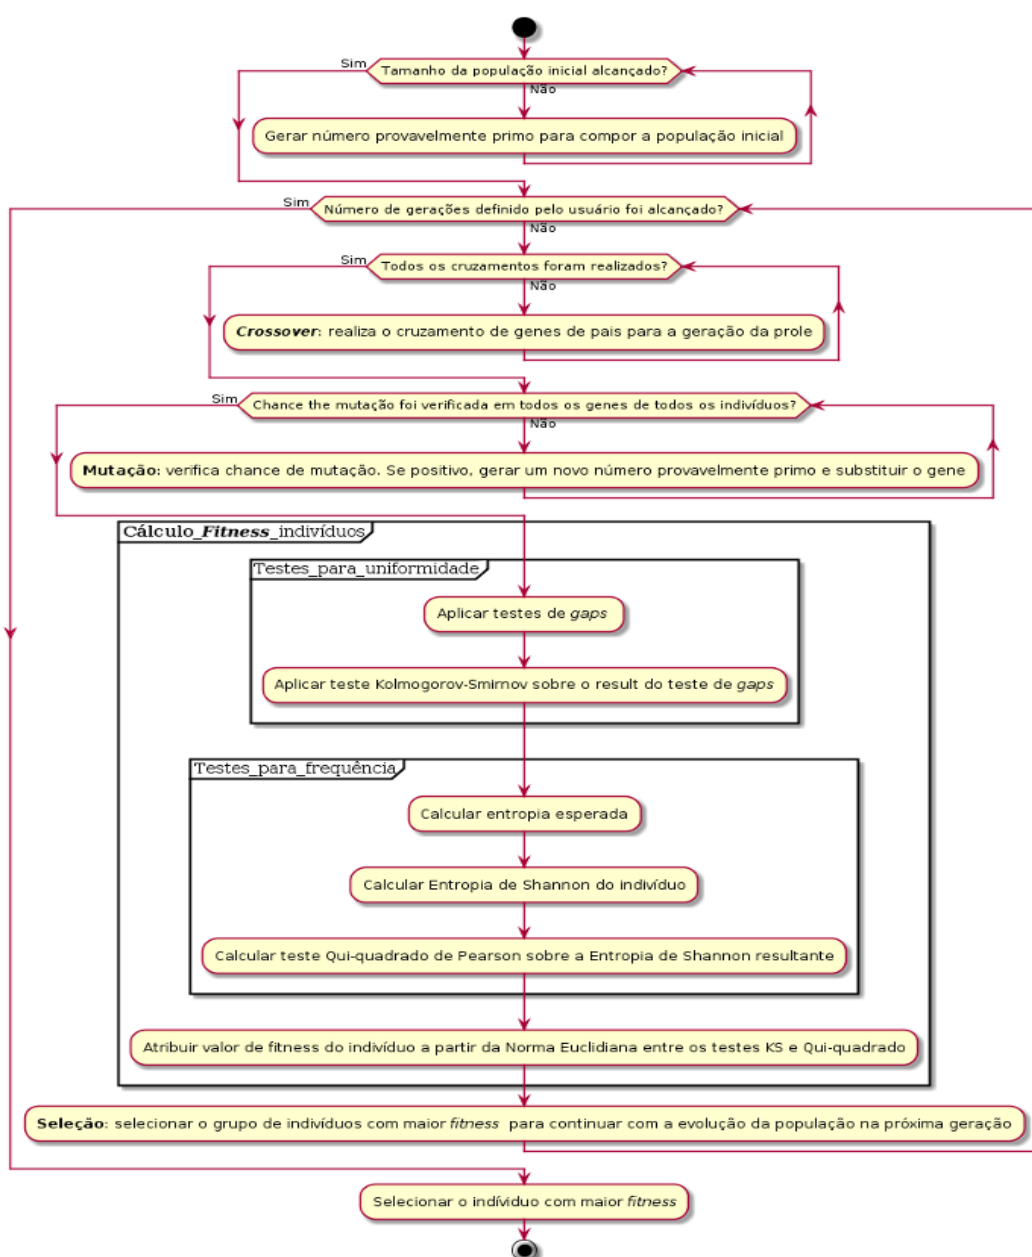 Tamanho da população inicial alcançado?
Sim
Não
Gerar número provavelmente primo para compor a população inicial
Número de gerações definido pelo usuário foi alcançado?
Sim
Não
Todos os cruzamentos foram realizados?
Sim
Não
Crossover: realiza o cruzamento de genes de pais para a geração da prole
Chance the mutação foi verificada em todos os genes de todos os indivíduos?
Sim
Não
Mutação: verifica chance de mutação. Se positivo, gerar um novo número provavelmente primo e substituir o gene
Cálculo_Fitness_indivíduos
Testes_para_uniformidade
Aplicar testes de gaps
Aplicar teste Kolmogorov-Smirnov sobre o result do teste de gaps
Testes_para_frequência
Calcular entropia esperada
Calcular Entropia de Shannon do indivíduo
Calcular teste Qui-quadrado de Pearson sobre a Entropia de Shannon resultante
Atribuir valor de fitness do indivíduo a partir da Norma Euclidiana entre os testes KS e Qui-quadrado
Seleção: selecionar o grupo de indivíduos com maior fitness para continuar com a evolução da população na próxima geração
Selecionar o indíviduo com maior fitness